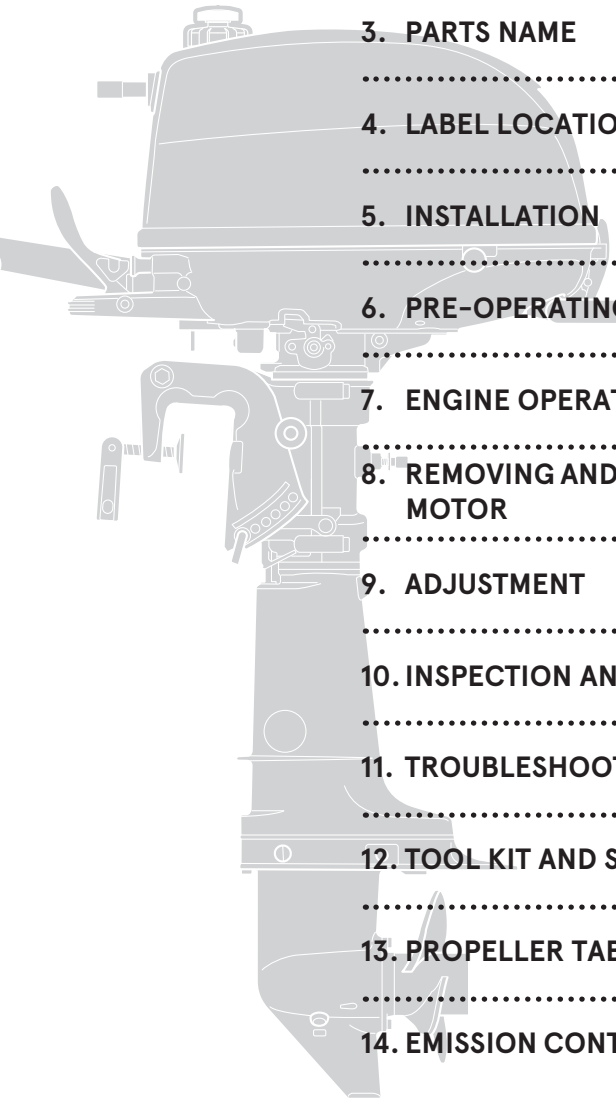 3. PARTS NAME
4. LABEL LOCATIO
5. INSTALLATION
6. PRE-OPERATING
7. ENGINE OPERAT
8. REMOVING AND
MOTOR
9. ADJUSTMENT
10. INSPECTION AN
11. TROUBLESHOOT
12. TOOL KIT AND S
13. PROPELLER TAB
14. EMISSION CONT